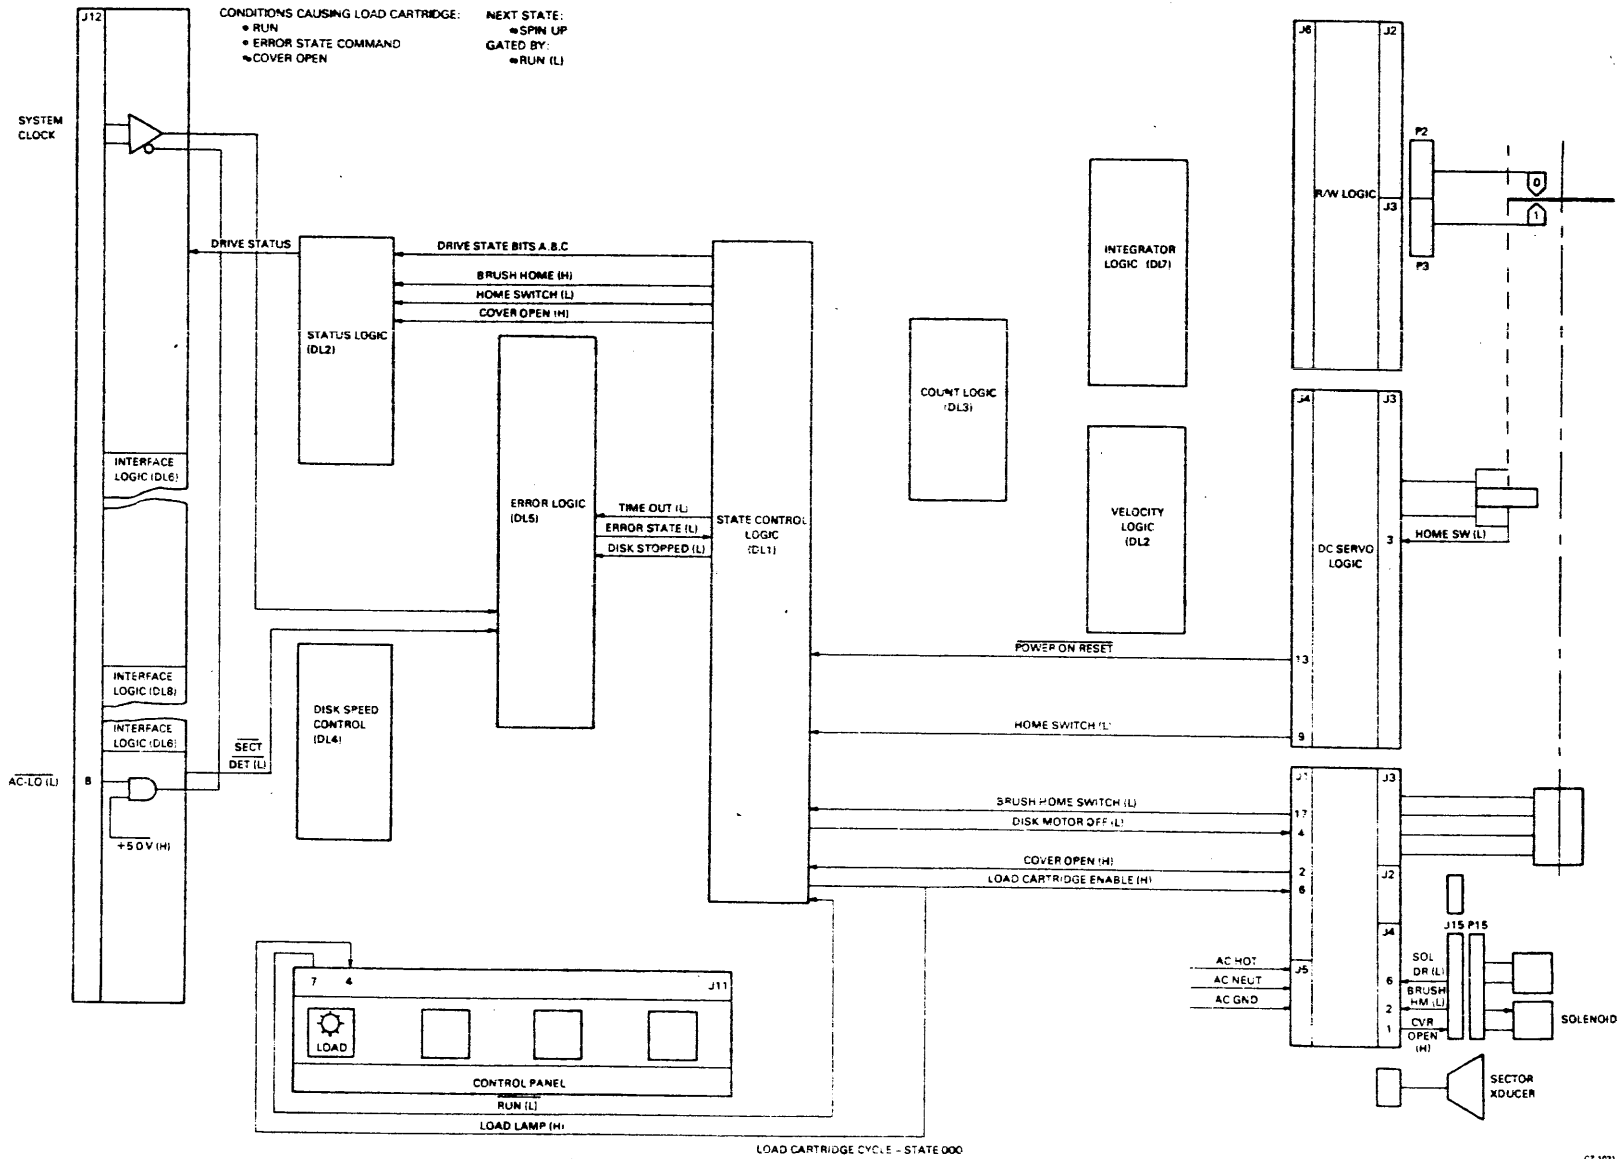 J12
CONDITIONS CAUSING LOAD CARTRIDGE:
• RUN
• ERROR STATE COMMAND
• COVER OPEN
NEXT STATE:
• SPIN UP
GATED BY:
• RUN (L)
SYSTEM
CLOCK
DRIVE STATUS
STATUS LOGIC
(DL2)
DRIVE STATE BITS A.B.C
BRUSH HOME (H)
HOME SWITCH (L)
COVER OPEN (H)
INTERFACE
LOGIC (DL6)
INTERFACE
LOGIC (DL8)
INTERFACE
LOGIC (DL6)
ERROR LOGIC
(DL5)
TIME OUT (L)
ERROR STATE (L)
DISK STOPPED (L)
STATE CONTROL
LOGIC
(DL1)
COUNT LOGIC
(DL3)
INTEGRATOR
LOGIC (DL7)
VELOCITY
LOGIC
(DL2
J6
J2
R/W LOGIC
J3
P2
P3
0
1
J4
J3
DC SERVO
LOGIC
3
HOME SW (L)
POWER ON RESET
13
HOME SWITCH (L)
9
DISK SPEED
CONTROL
(DL4)
SECT
DET (L)
AC-LO (L)
8
+5.0 V (H)
BRUSH HOME SWITCH (L)
17
DISK MOTOR OFF (L)
4
COVER OPEN (H)
2
LOAD CARTRIDGE ENABLE (H)
6
J1
J3
J2
J4
J5
AC HOT
AC NEUT
AC GND
J15 P15
SOL
DR (L)
6
BRUSH
HM (L)
2
1
CVR
OPEN
(H)
SOLENOID
SECTOR
XDUCER
7 4
J11
LOAD
CONTROL PANEL
RUN (L)
LOAD LAMP (H)
LOAD CARTRIDGE CYCLE - STATE 000